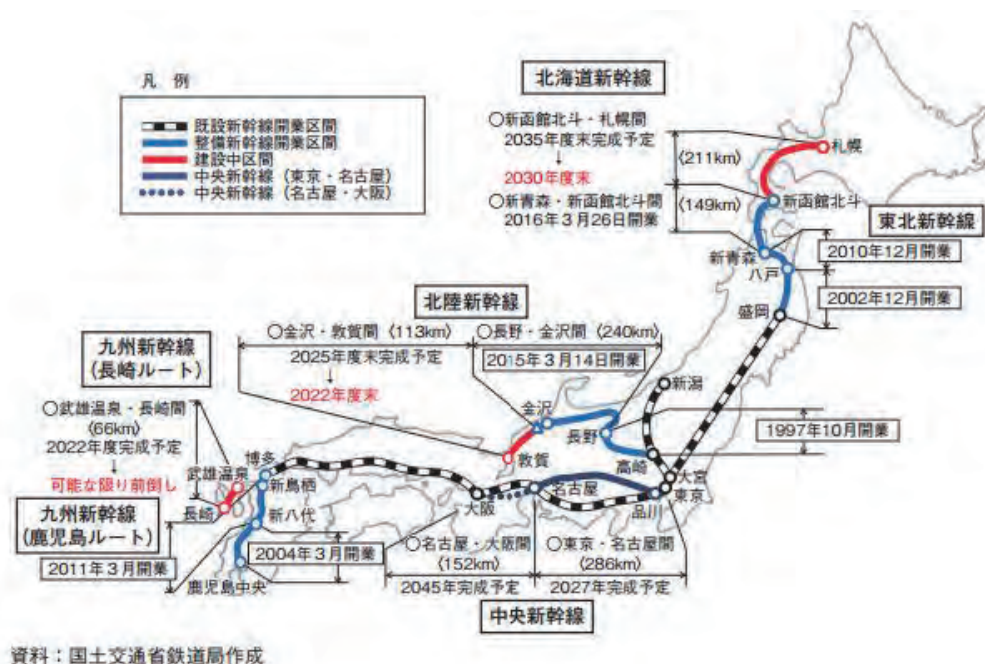 凡 例
既設新幹線開業区間
整備新幹線開業区間
建設中区間
中央新幹線(東京・名古屋)
中央新幹線(名古屋・大阪)
北海道新幹線
○新函館北斗・札幌間
2035年度末完成予定
↓
2030年度末
○新青森・新函館北斗間
2016年3月26日開業
〈211km〉
〈149km〉
札幌
新函館北斗
東北新幹線
新青森
2010年12月開業
八戸
2002年12月開業
盛岡
北陸新幹線
○金沢・敦賀間〈113km〉
2025年度末完成予定
↓
2022年度末
○長野・金沢間〈240km〉
2015年3月14日開業
新潟
金沢
長野
1997年10月開業
敦賀
高崎
大宮
東京
品川
名古屋
大阪
九州新幹線
(長崎ルート)
○武雄温泉・長崎間
〈66km〉
2022年度完成予定
↓
可能な限り前倒し
博多
武雄温泉
新鳥栖
長崎
新八代
九州新幹線
(鹿児島ルート)
2011年3月開業
2004年3月開業
鹿児島中央
○名古屋・大阪間
〈152km〉
2045年完成予定
○東京・名古屋間
〈286km〉
2027年完成予定
中央新幹線
資料:国土交通省鉄道局作成